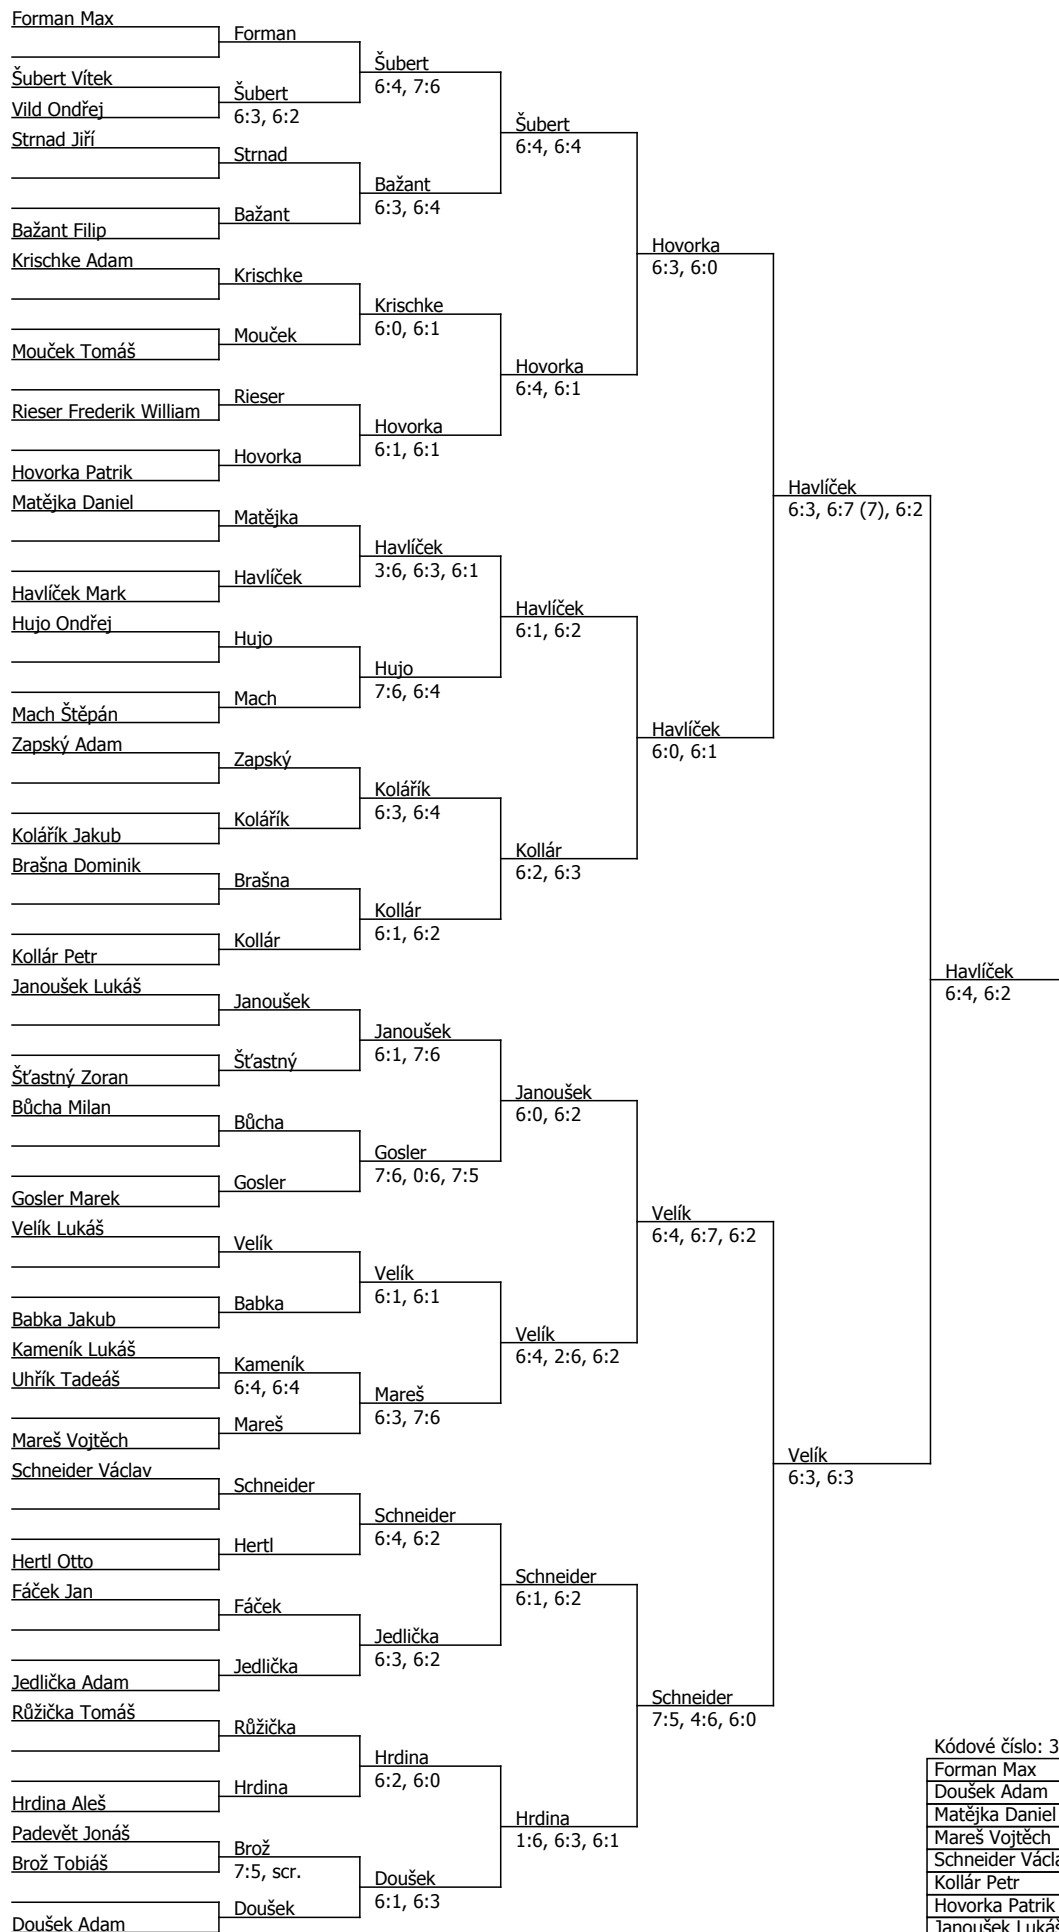 Forman Max
Forman
Šubert
6:4, 7:6
Šubert Vítek
Šubert
6:3, 6:2
Vild Ondřej
Šubert
6:4, 6:4
Strnad Jiří
Strnad
Bažant
6:3, 6:4
Bažant
Bažant Filip
Hovorka
6:3, 6:0
Krischke Adam
Krischke
Krischke
6:0, 6:1
Mouček
Mouček Tomáš
Hovorka
6:4, 6:1
Rieser
Rieser Frederik William
Hovorka
6:1, 6:1
Hovorka
Hovorka Patrik
Havlíček
6:3, 6:7 (7), 6:2
Matějka Daniel
Matějka
Havlíček
3:6, 6:3, 6:1
Havlíček
Havlíček Mark
Havlíček
6:1, 6:2
Hujo Ondřej
Hujo
Hujo
7:6, 6:4
Mach
Mach Štěpán
Havlíček
6:0, 6:1
Zapský Adam
Zapský
Kolářík
6:3, 6:4
Kolářík
Kolářík Jakub
Kollár
6:2, 6:3
Brašna Dominik
Brašna
Kollár
6:1, 6:2
Kollár
Kollár Petr
Havlíček
6:4, 6:2
Janoušek Lukáš
Janoušek
Janoušek
6:1, 7:6
Šťastný
Šťastný Zoran
Janoušek
6:0, 6:2
Bůcha Milan
Bůcha
Gosler
7:6, 0:6, 7:5
Gosler
Gosler Marek
Velík
6:4, 6:7, 6:2
Velík Lukáš
Velík
Velík
6:1, 6:1
Babka
Babka Jakub
Velík
6:4, 2:6, 6:2
Kameník Lukáš
Kameník
6:4, 6:4
Uhřík Tadeáš
Mareš
6:3, 7:6
Mareš
Mareš Vojtěch
Velík
6:3, 6:3
Schneider Václav
Schneider
Schneider
6:4, 6:2
Hertl
Hertl Otto
Schneider
6:1, 6:2
Fáček Jan
Fáček
Jedlička
6:3, 6:2
Jedlička
Jedlička Adam
Schneider
7:5, 4:6, 6:0
Růžička Tomáš
Růžička
Hrdina
6:2, 6:0
Hrdina
Hrdina Aleš
Hrdina
1:6, 6:3, 6:1
Padevět Jonáš
Brož
7:5, scr.
Brož Tobiáš
Doušek
6:1, 6:3
Doušek
Doušek Adam
Kódové číslo: 3
Forman Max
Doušek Adam
Matějka Daniel
Mareš Vojtěch
Schneider Václa
Kollár Petr
Hovorka Patrik
Janoušek Lukáš